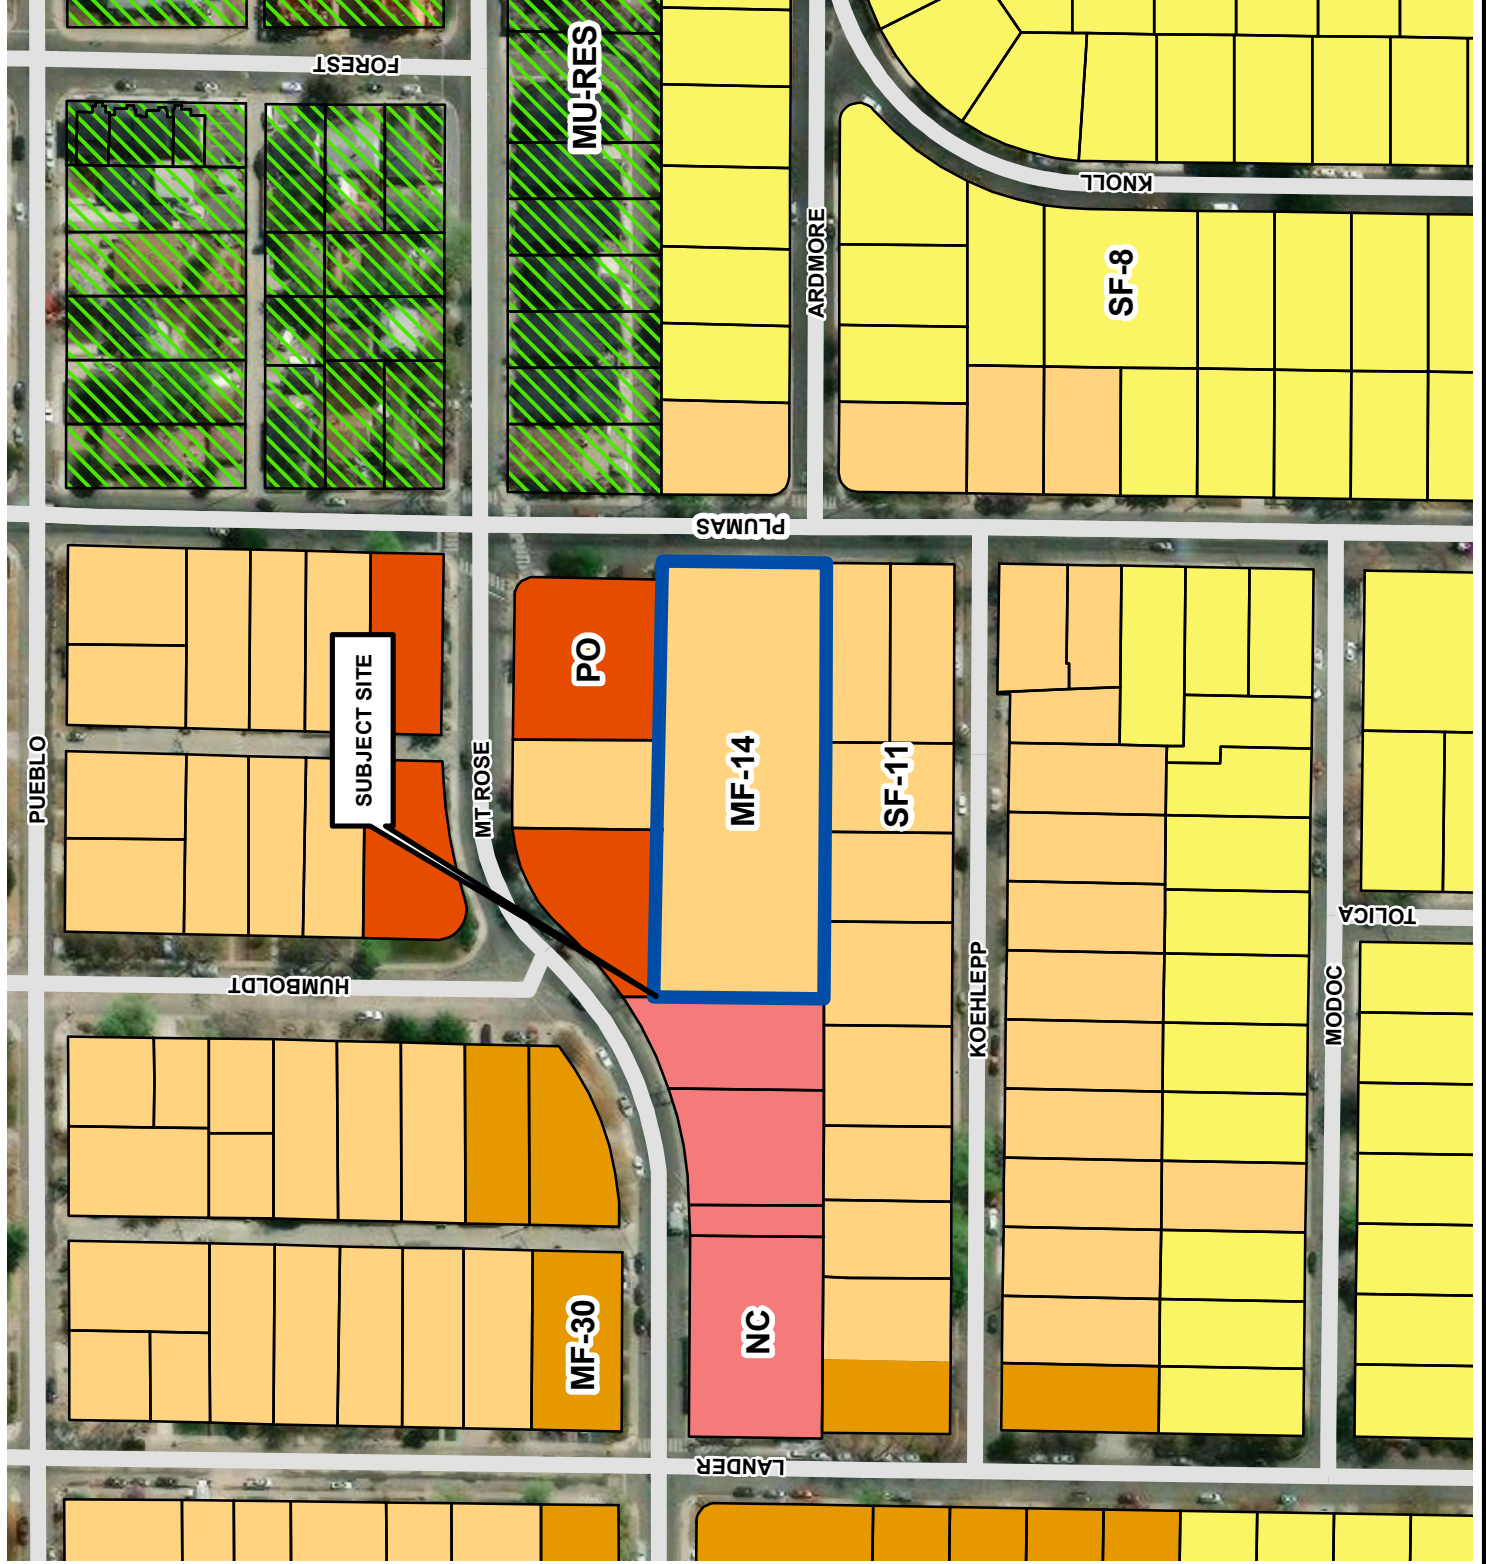 FOREST
MU-RES
KNOLL
ARDMORE
SF-8
PLUMAS
PO
SUBJECT SITE
PUEBLO
MT ROSE
MF-14
SF-11
TOLICA
HUMBOLDT
KOEHLEPP
MODOC
NC
MF-30
LANDER